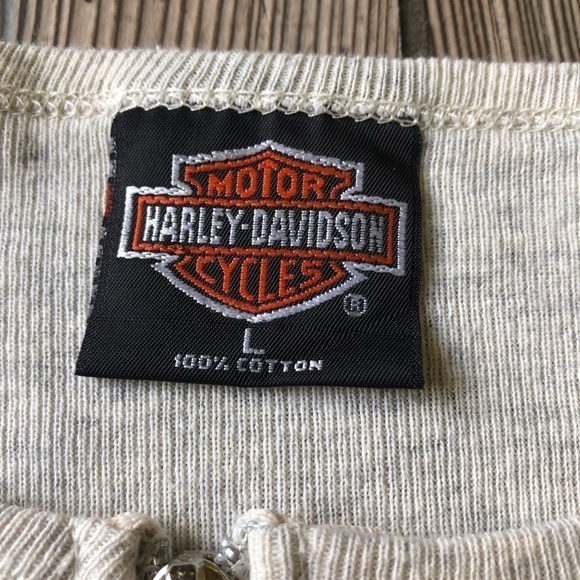 MOTOR
HARLEY-DAVIDSON
CYCLES
®
L
100% COTTON